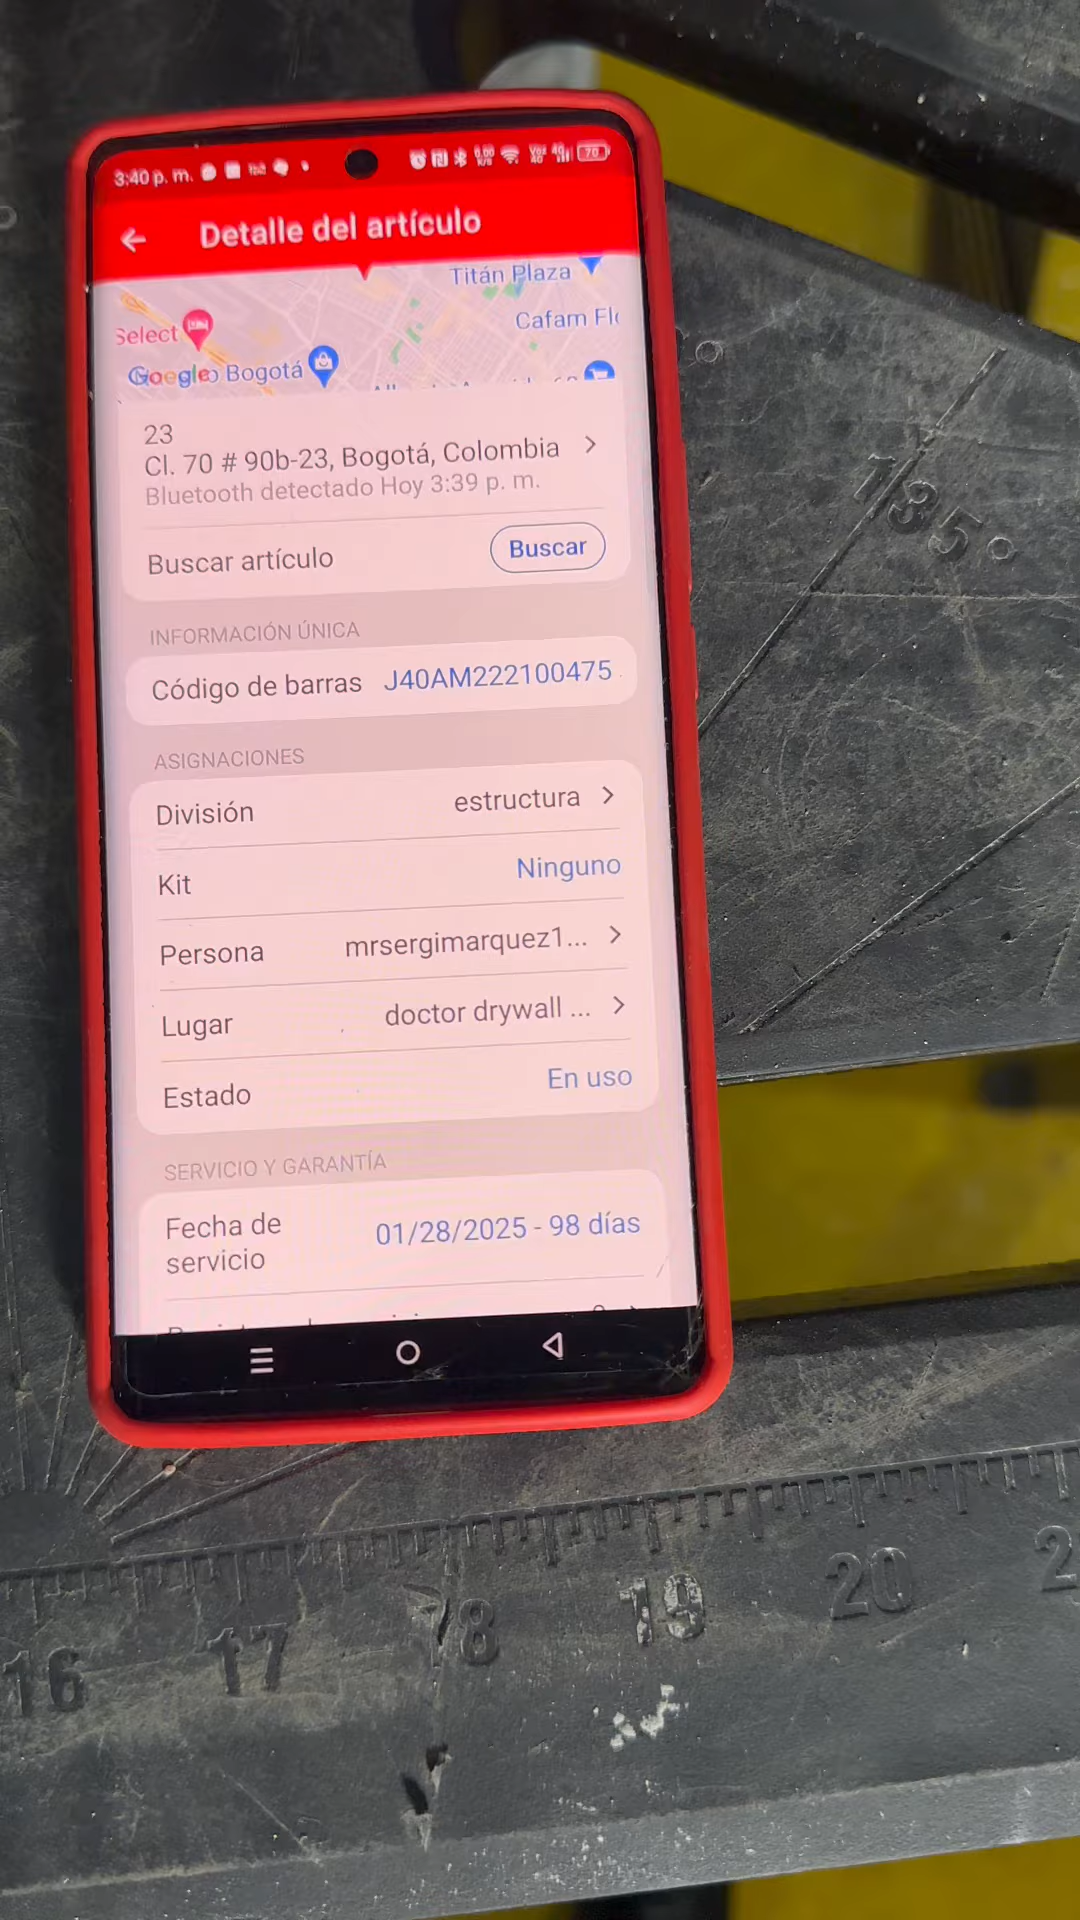 3:40 p. m.
70
Detalle del artículo
Titán Plaza
Select
Cafam Fl
Google
Bogotá
23
Cl. 70 # 90b-23, Bogotá, Colombia
Bluetooth detectado Hoy 3:39 p. m.
Buscar artículo
Buscar
INFORMACIÓN ÚNICA
Código de barras J40AM222100475
ASIGNACIONES
División estructura
Kit Ninguno
Persona mrsergimarquez1...
Lugar doctor drywall ...
Estado En uso
SERVICIO Y GARANTÍA
Fecha de servicio
01/28/2025 - 98 días
135°
16 17 18 19 20 2